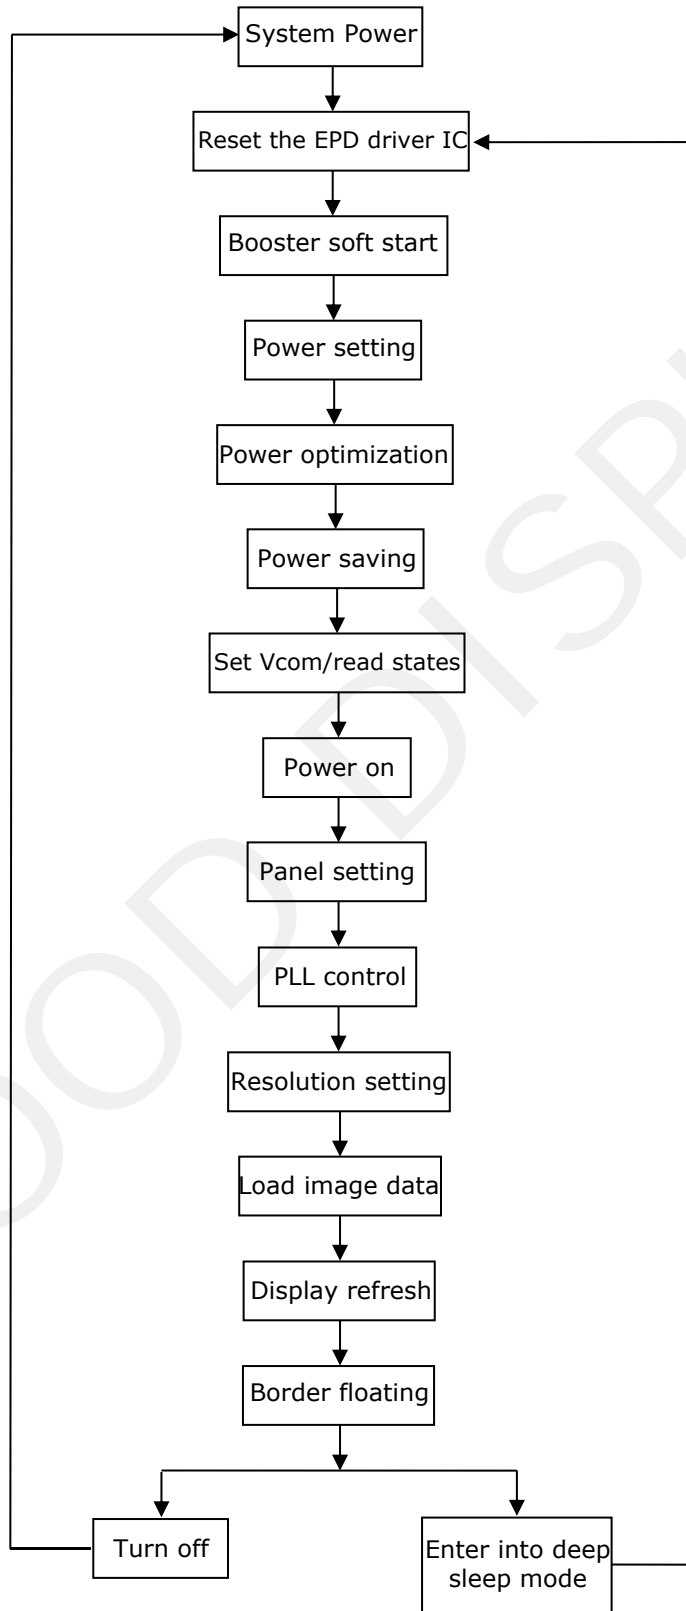 System Power
Reset the EPD driver IC
Booster soft start
Power setting
Power optimization
Power saving
Set Vcom/read states
Power on
Panel setting
PLL control
Resolution setting
Load image data
Display refresh
Border floating
Turn off
Enter into deep
sleep mode
OOD DISP